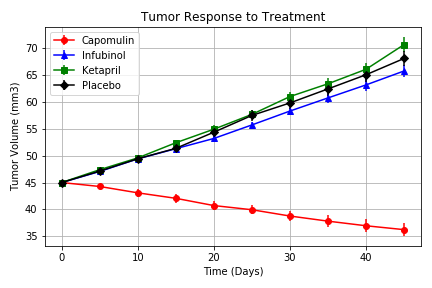 Tumor Response to Treatment
Capomulin
Infubinol
Ketapril
Placebo
Tumor Volume (mm3)
70
65
60
55
50
45
40
35
0
10
20
30
40
Time (Days)